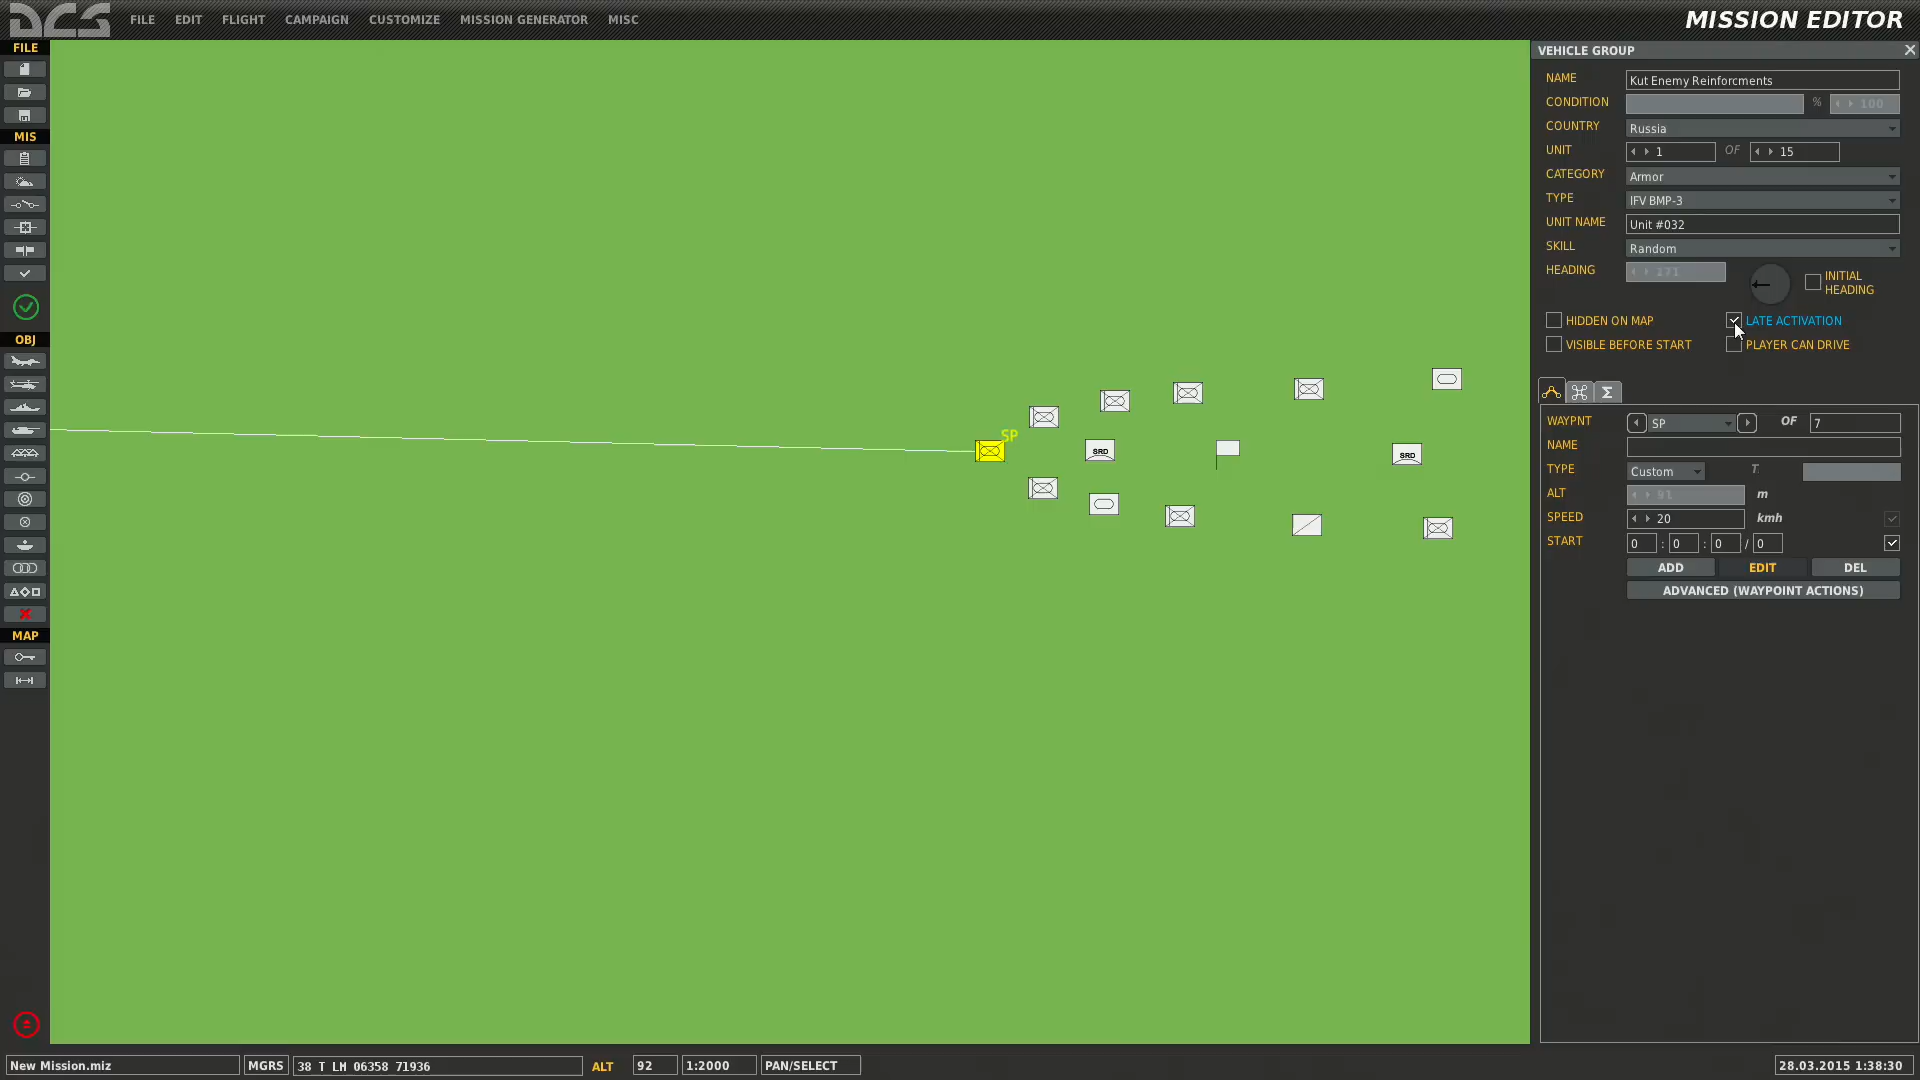 DCS FILE EDIT FLIGHT CAMPAIGN CUSTOMIZE MISSION GENERATOR MISC MISSION EDITOR
FILE
MIS
OBJ
MAP
SP
SRD
SRD
VEHICLE GROUP
NAME Kut Enemy Reinforcments
CONDITION % 100
COUNTRY Russia
UNIT 1 OF 15
CATEGORY Armor
TYPE IFV BMP-3
UNIT NAME Unit #032
SKILL Random
HEADING 271 INITIAL HEADING
HIDDEN ON MAP LATE ACTIVATION
VISIBLE BEFORE START PLAYER CAN DRIVE
WAYPNT SP OF 7
NAME
TYPE Custom T
ALT 91 m
SPEED 20 kmh
START 0 : 0 : 0 / 0
ADD EDIT DEL
ADVANCED (WAYPOINT ACTIONS)
New Mission.miz MGRS 38 T LM 06358 71936 ALT 92 1:2000 PAN/SELECT 28.03.2015 1:38:30